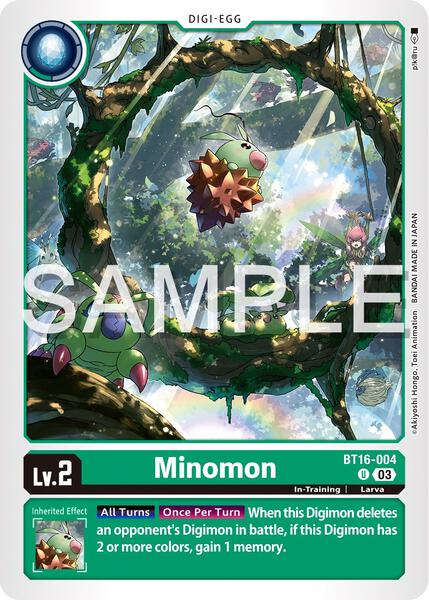 DIGI-EGG
p!k@ru
SAMPLE
©Akiyoshi Hongo, Toei Animation BANDAI MADE IN JAPAN
Lv.2
Minomon
BT16-004
U 03
In-Training | Larva
Inherited Effect
All Turns Once Per Turn When this Digimon deletes
an opponent's Digimon in battle, if this Digimon has
2 or more colors, gain 1 memory.